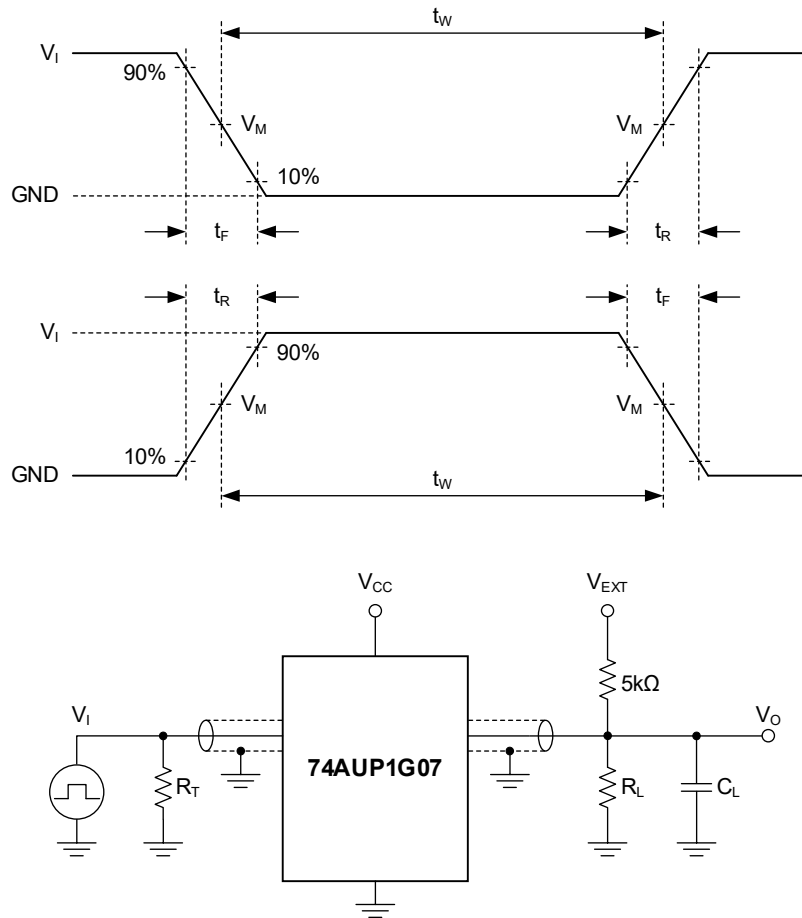 t_W
V_I
90%
V_M V_M
10%
GND
t_F t_R
t_R t_F
V_I
90%
V_M V_M
10%
GND
t_W
V_CC V_EXT
5kΩ
V_I V_O
74AUP1G07
R_T R_L C_L